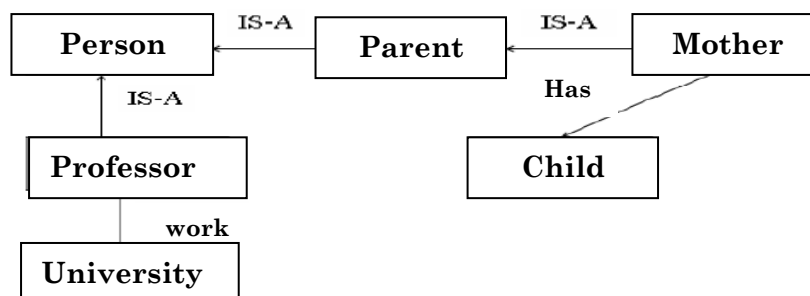 IS-A
IS-A
Person
Parent
Mother
Has
IS-A
Professor
Child
work
University